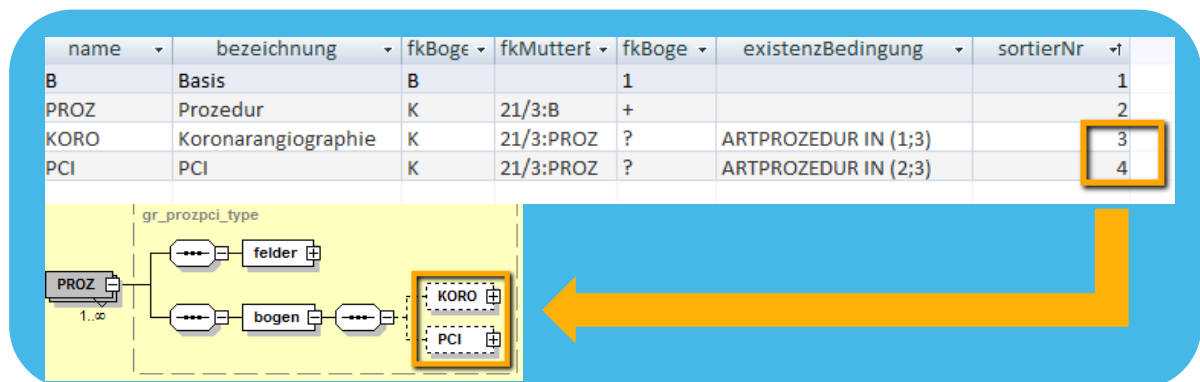 name bezeichnung fkBoge fkMutterE fkBoge existenzBedingung sortierNr
B Basis B 1 1
PROZ Prozedur K 21/3:B + 2
KORO Koronarangiographie K 21/3:PROZ ? ARTPROZEDUR IN (1;3) 3
PCI PCI K 21/3:PROZ ? ARTPROZEDUR IN (2;3) 4
gr_prozpci_type
felder
PROZ
KORO
1..∞
bogen
PCI